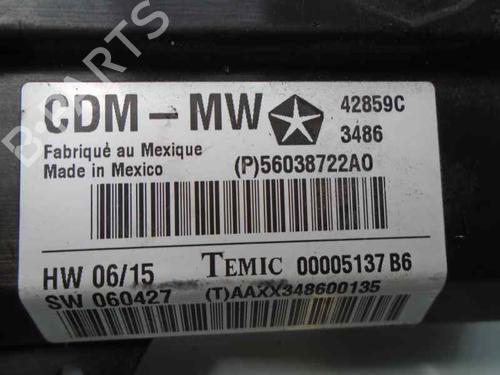 B-PARTS
CDM – MW
42859C
3486
Fabriqué au Mexique
Made in Mexico
(P)56038722AO
HW 06/15
TEMIC
00005137 B6
SW 060427
(T)AAXX348600135